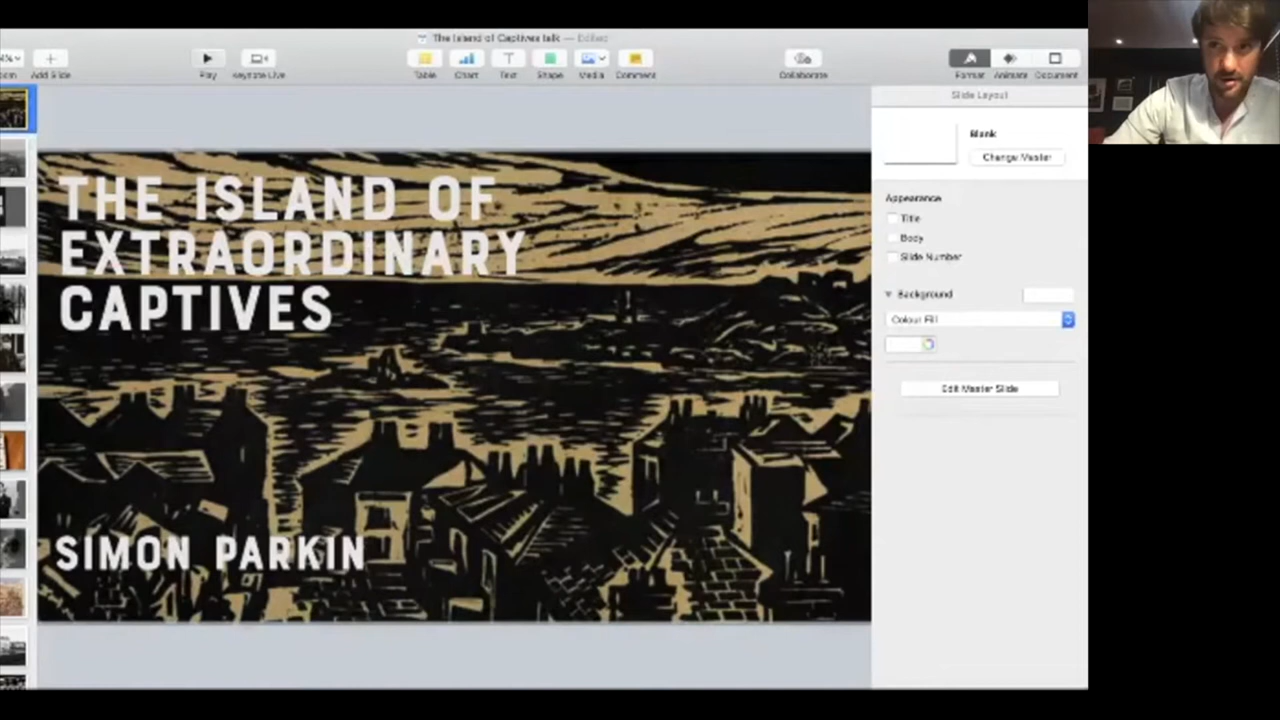 The Island of Captives talk — Edited
Add Slide
Play
Keynote Live
Table
Chart
Text
Shape
Media
Comment
Collaborate
Format
Animate
Document
Slide Layout
Blank
Change Master
Appearance
Title
Body
Slide Number
Background
Colour Fill
Edit Master Slide
THE ISLAND OF
EXTRAORDINARY
CAPTIVES
SIMON PARKIN